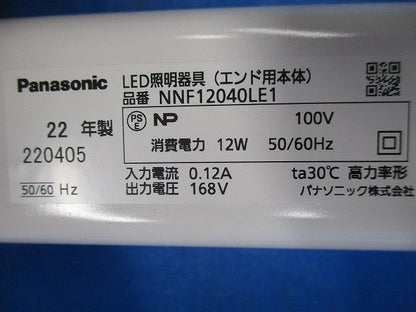 Panasonic LED照明器具（エンド用本体）
品番 NNF12040LE1
22 年製
220405
50/60 Hz
PS E NP 100V
消費電力 12W 50/60Hz
入力電流 0.12A ta30℃ 高力率形
出力電圧 168V パナソニック株式会社